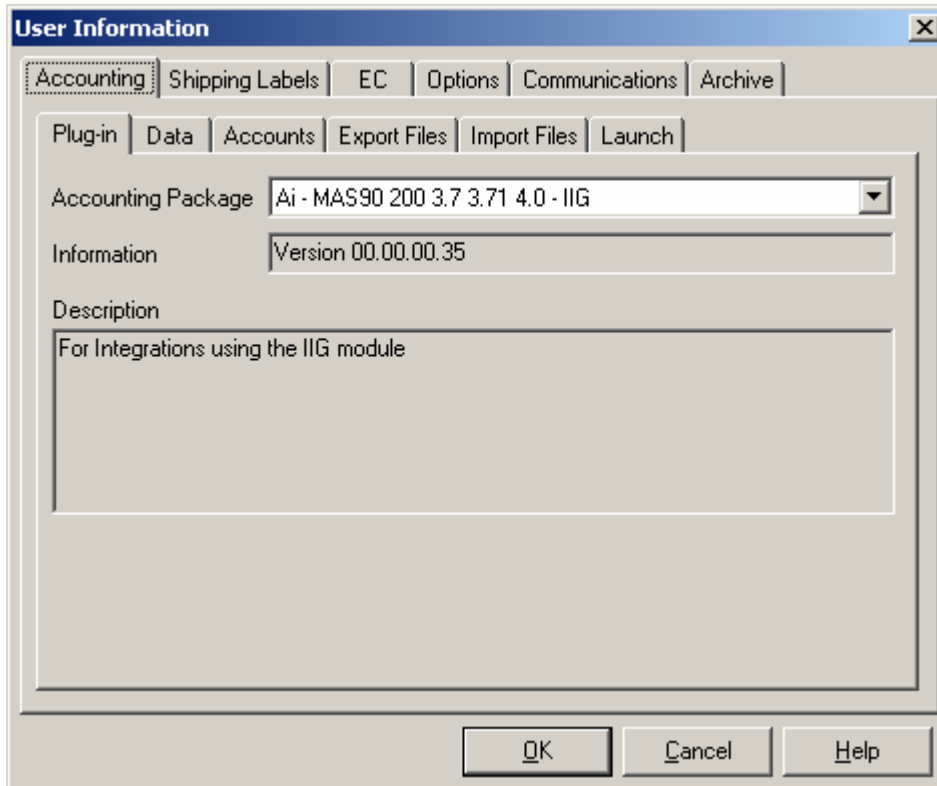 User Information
Accounting Shipping Labels EC Options Communications Archive
Plug-in Data Accounts Export Files Import Files Launch
Accounting Package Ai - MAS90 200 3.7 3.71 4.0 - IIG
Information Version 00.00.00.35
Description
For Integrations using the IIG module
OK Cancel Help